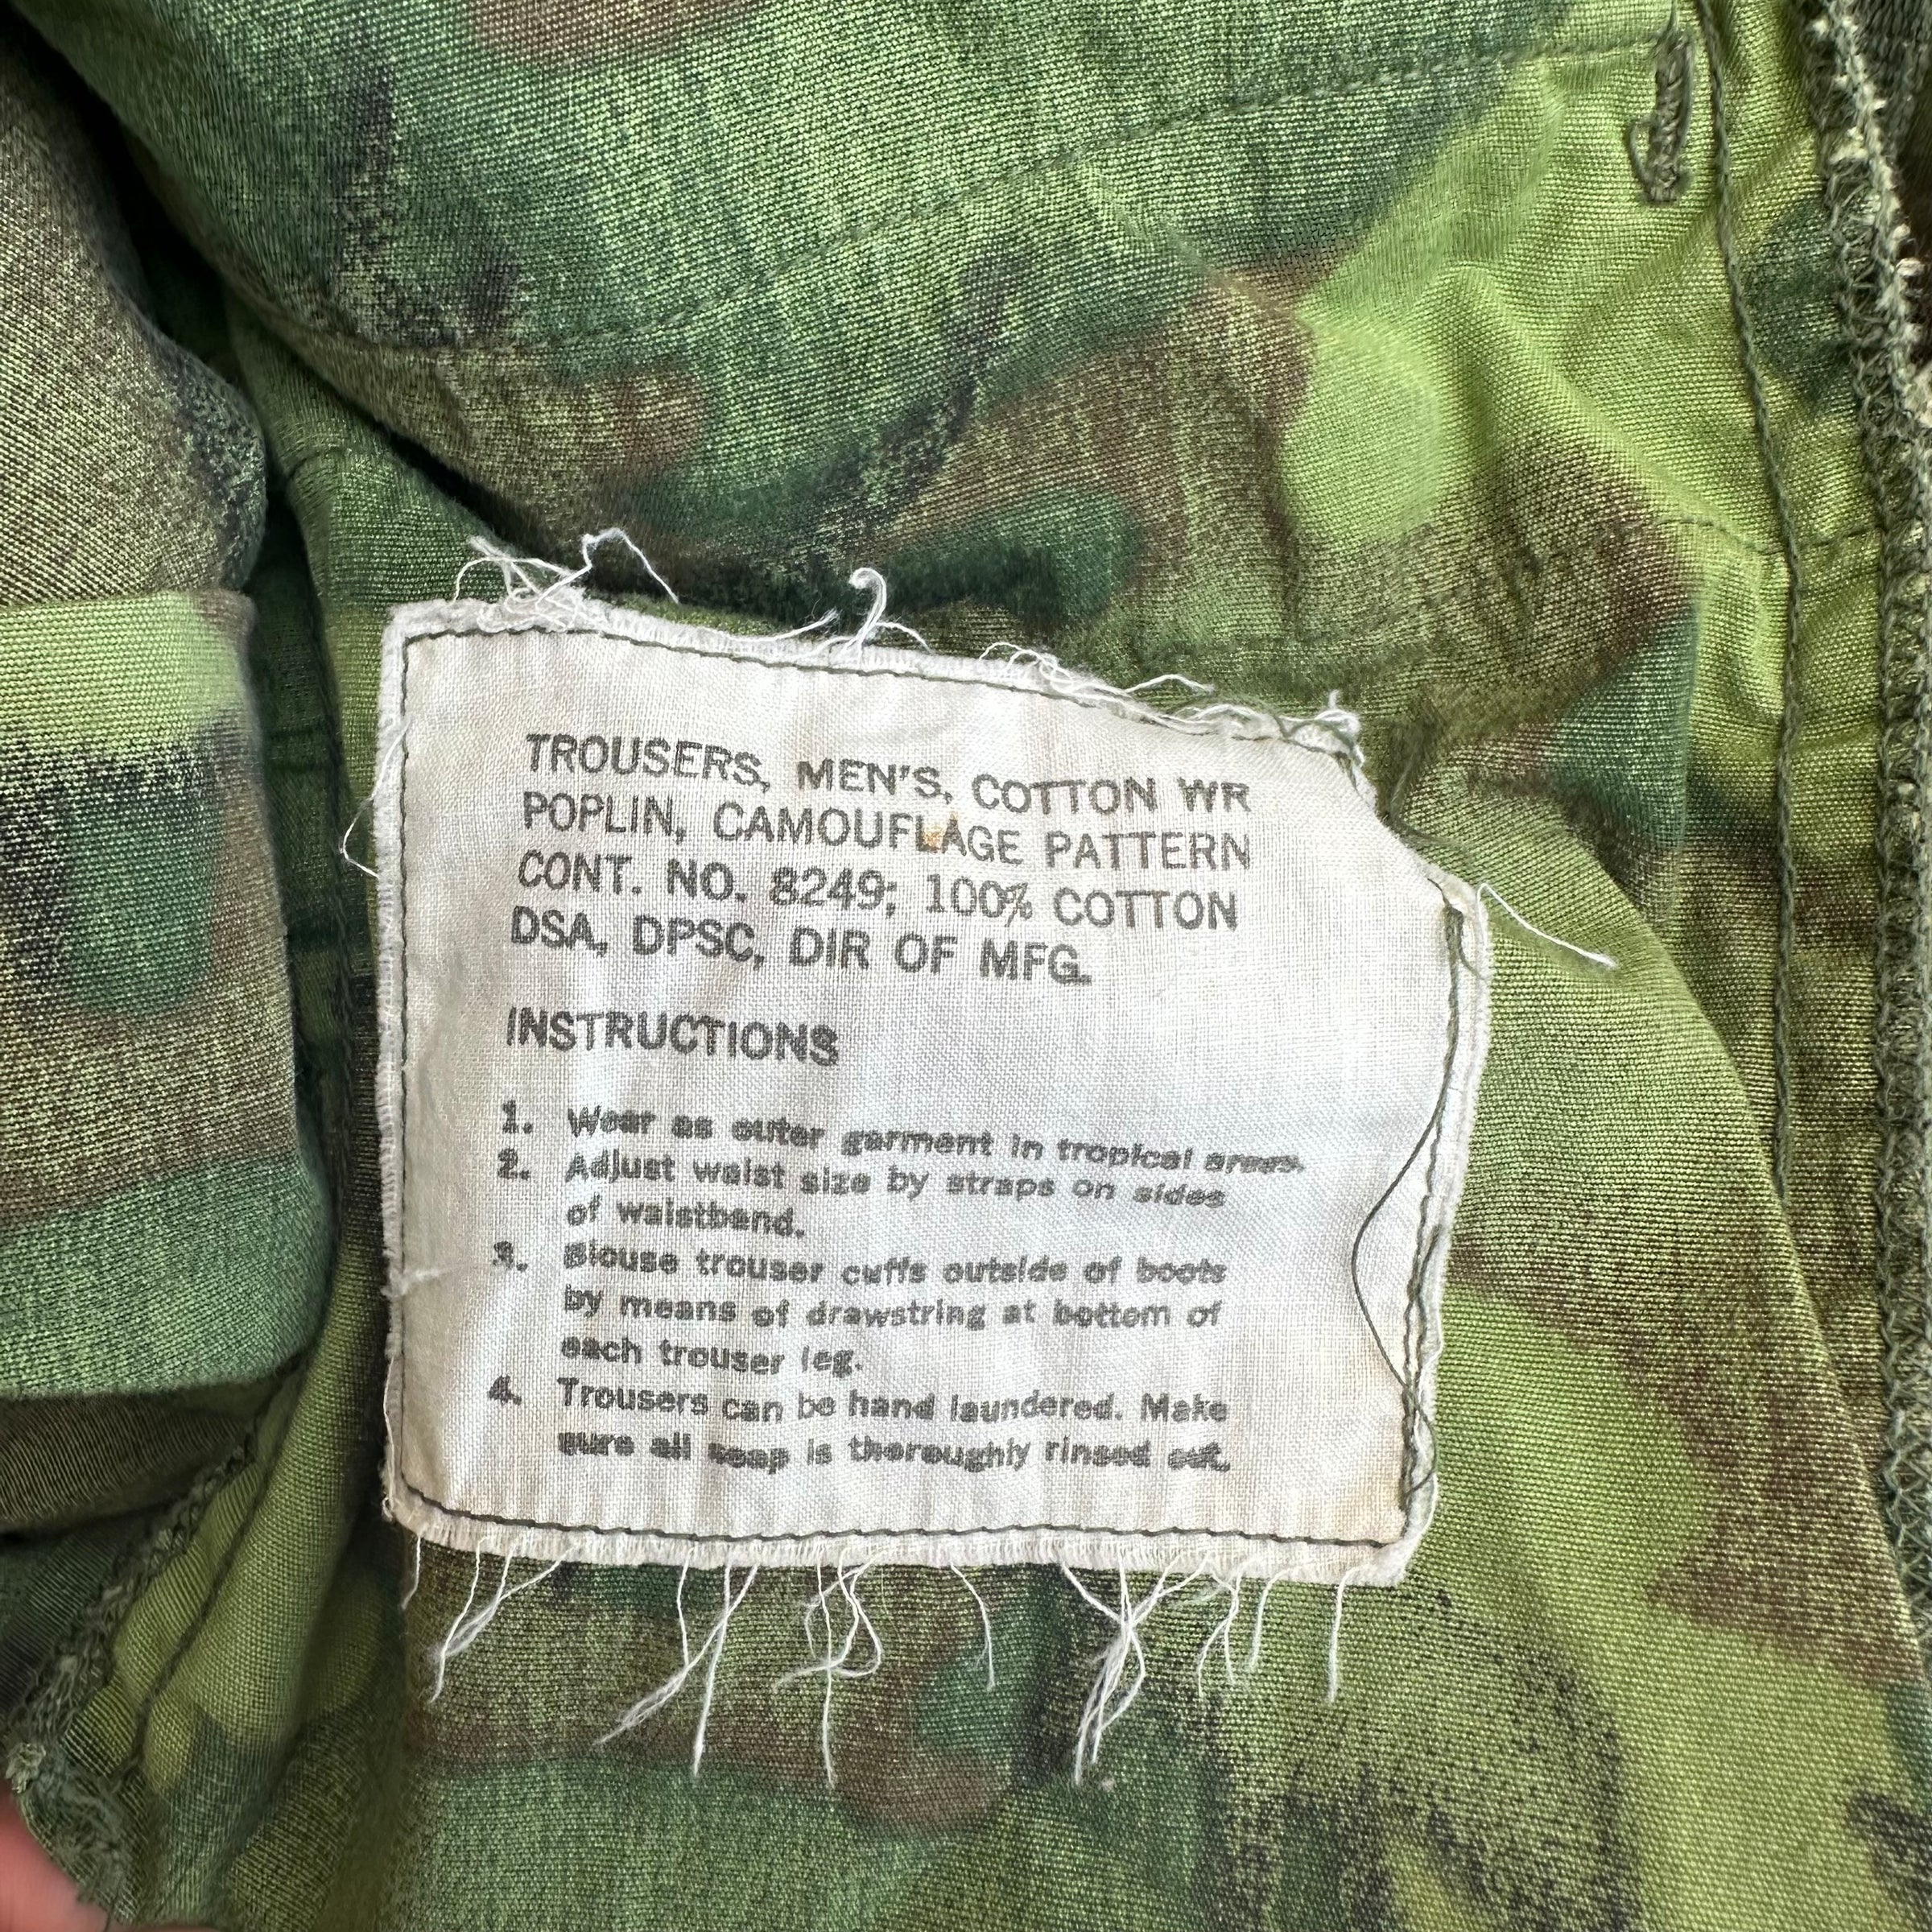 TROUSERS, MEN'S, COTTON WR
POPLIN, CAMOUFLAGE PATTERN
CONT. NO. 8249; 100% COTTON
DSA, DPSC, DIR OF MFG.
INSTRUCTIONS
1. Wear as outer garment in tropical areas.
2. Adjust waist size by straps on sides
of waistband.
3. Blouse trouser cuffs outside of boots
by means of drawstring at bottom of
each trouser leg.
4. Trousers can be hand laundered. Make
sure all soap is thoroughly rinsed out.